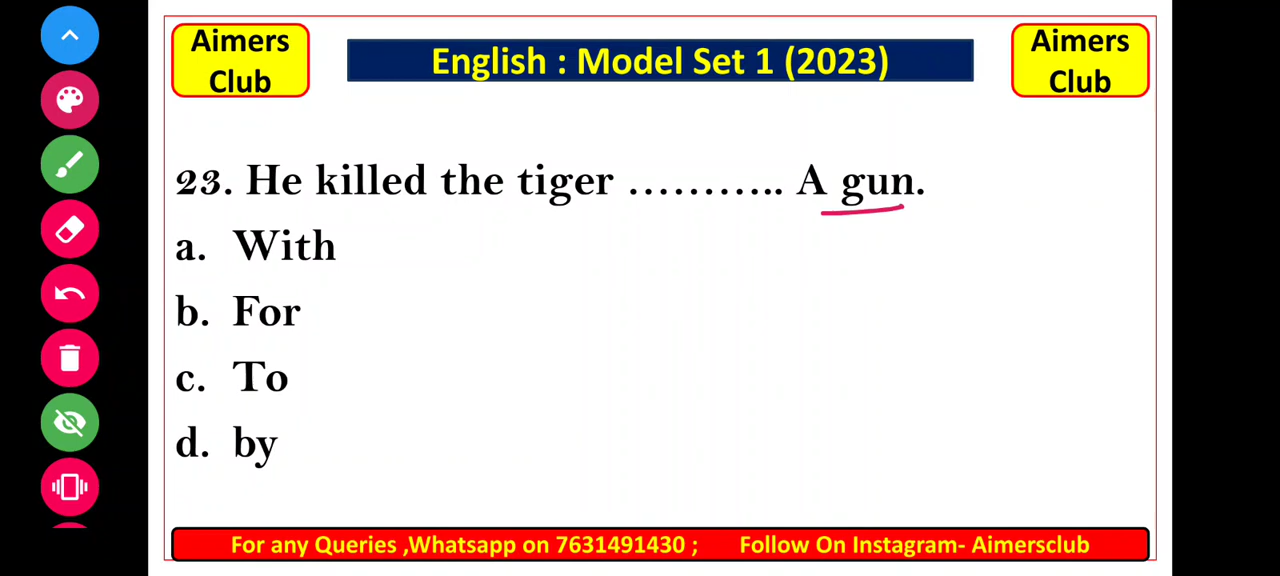 Aimers
Club
English : Model Set 1 (2023)
Aimers
Club
23. He killed the tiger ……….. A gun.
a. With
b. For
c. To
d. by
For any Queries ,Whatsapp on 7631491430 ; Follow On Instagram- Aimersclub